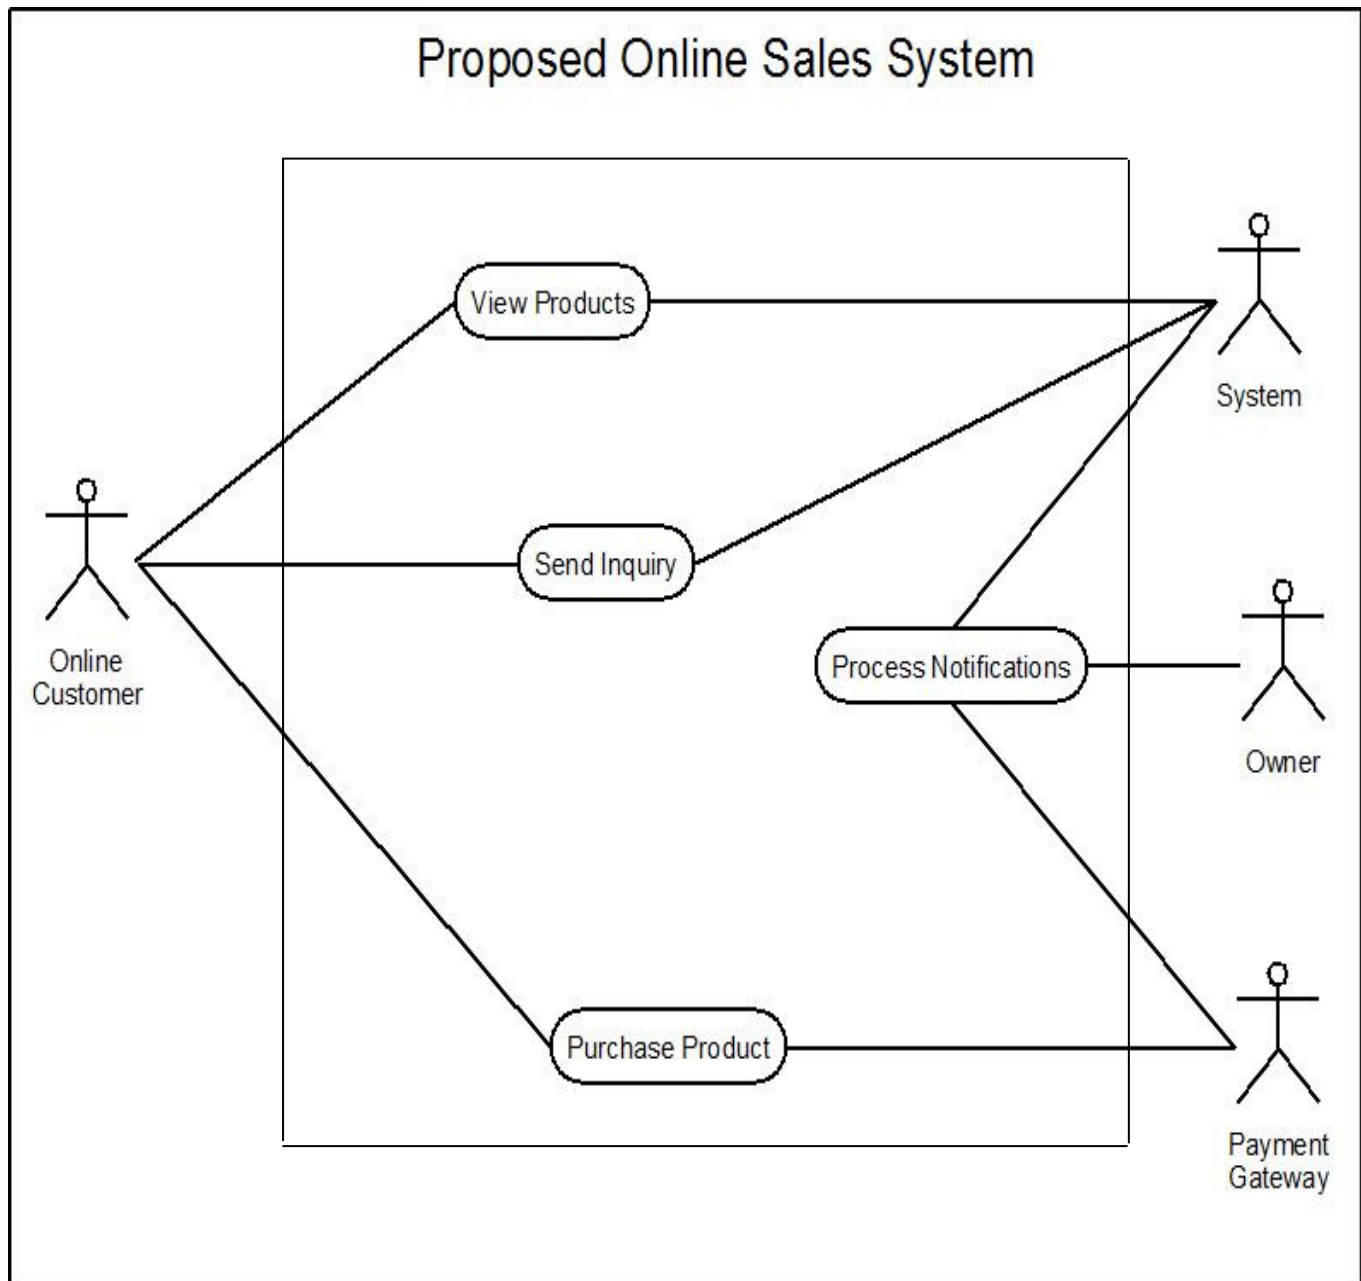 Proposed Online Sales System
View Products
System
Send Inquiry
Online
Customer
Process Notifications
Owner
Purchase Product
Payment
Gateway